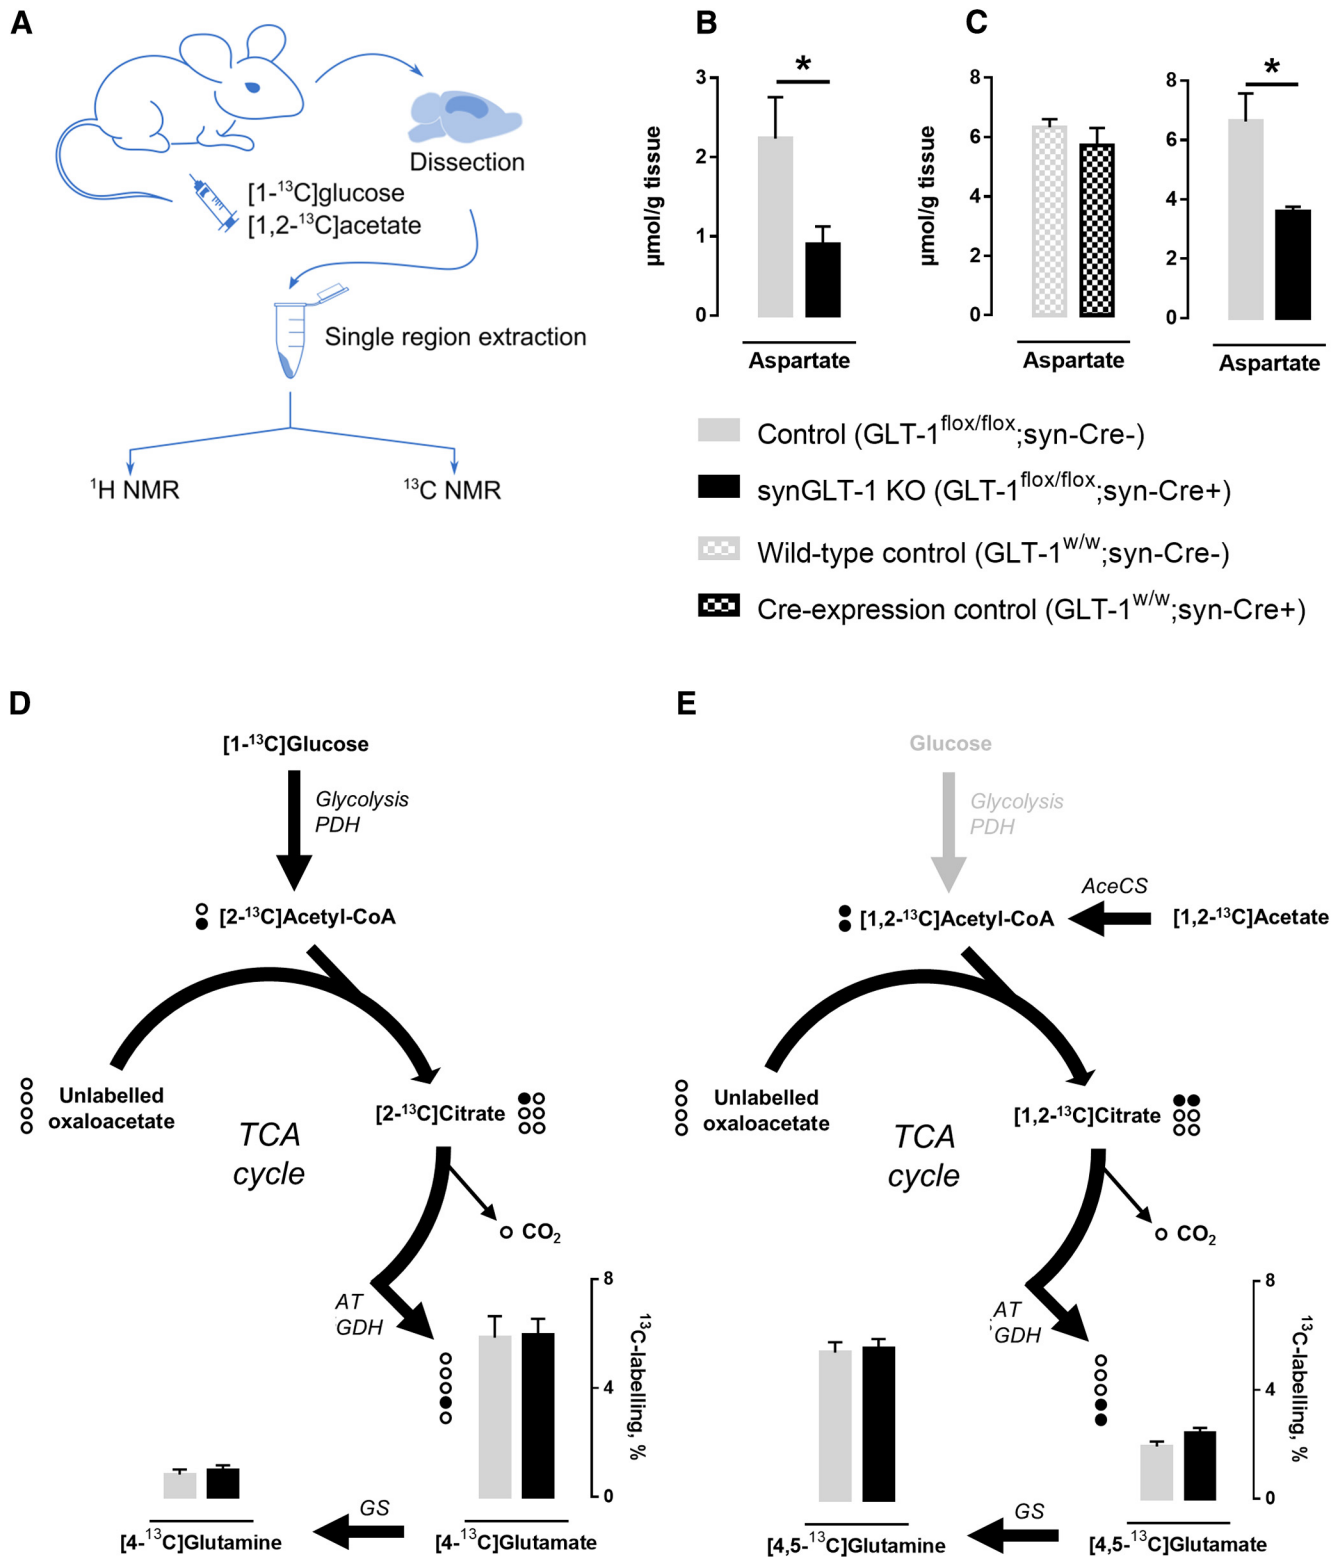 A
[1-¹³C]glucose
[1,2-¹³C]acetate
Dissection
Single region extraction
¹H NMR
¹³C NMR
B
3
2
1
0
µmol/g tissue
*
Aspartate
C
8
6
4
2
0
µmol/g tissue
Aspartate
8
6
4
2
0
*
Aspartate
Control (GLT-1flox/flox;syn-Cre-)
synGLT-1 KO (GLT-1flox/flox;syn-Cre+)
Wild-type control (GLT-1w/w;syn-Cre-)
Cre-expression control (GLT-1w/w;syn-Cre+)
D
[1-¹³C]Glucose
Glycolysis
PDH
[2-¹³C]Acetyl-CoA
Unlabelled
oxaloacetate
TCA
cycle
[2-¹³C]Citrate
CO₂
AT
GDH
8
4
0
¹³C-labelling, %
GS
[4-¹³C]Glutamine
[4-¹³C]Glutamate
E
Glucose
Glycolysis
PDH
AceCS
[1,2-¹³C]Acetyl-CoA
[1,2-¹³C]Acetate
Unlabelled
oxaloacetate
TCA
cycle
[1,2-¹³C]Citrate
CO₂
AT
GDH
8
4
0
¹³C-labelling, %
GS
[4,5-¹³C]Glutamine
[4,5-¹³C]Glutamate